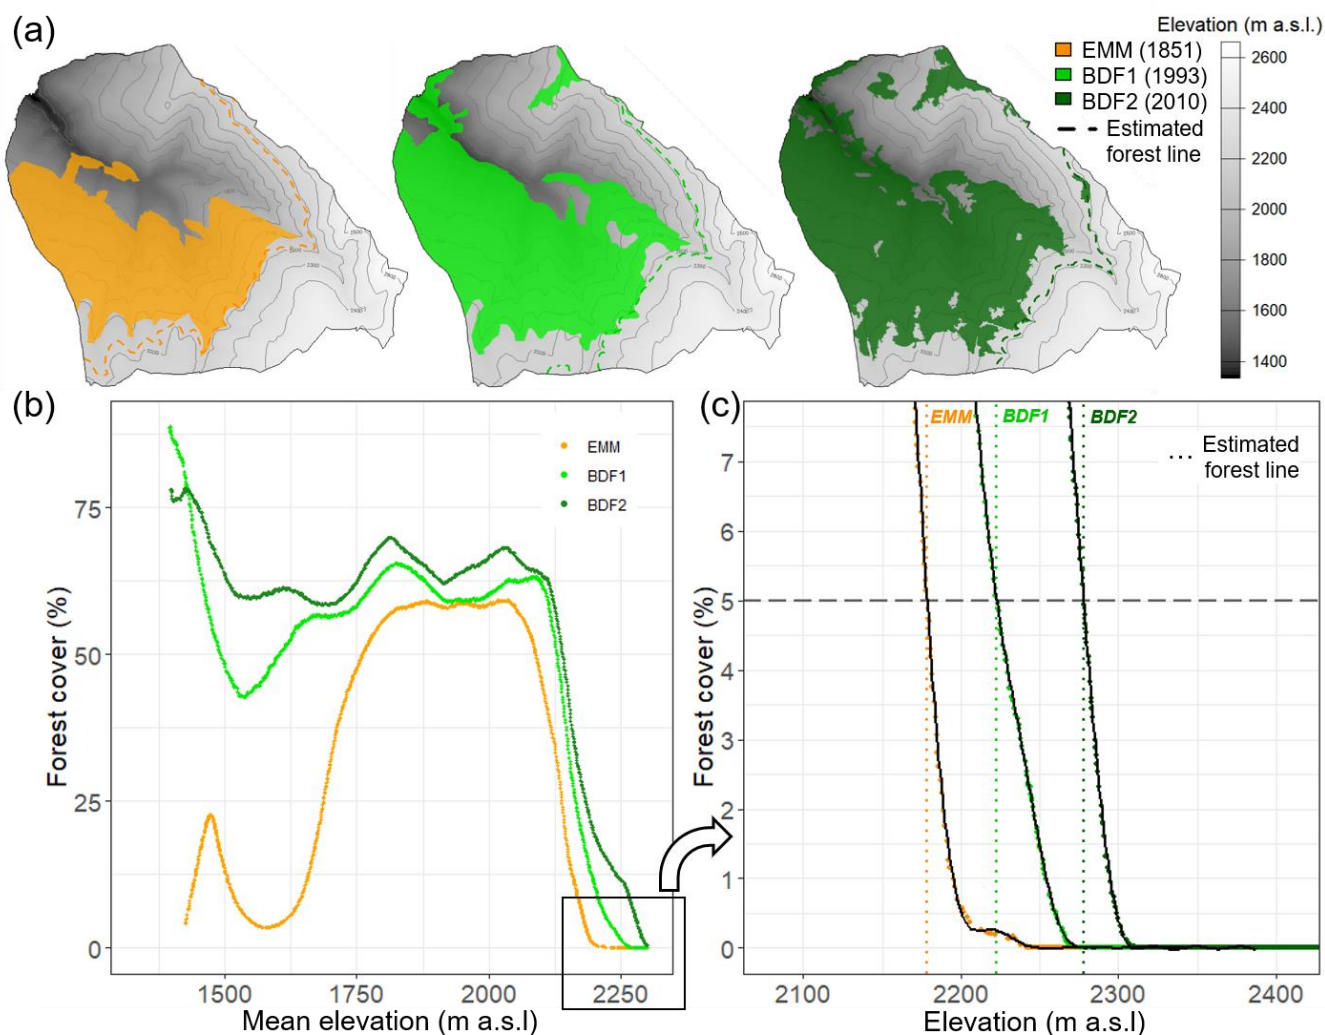 (a)
Elevation (m a.s.l.)
EMM (1851)
BDF1 (1993)
BDF2 (2010)
Estimated
forest line
2600
2400
2200
2000
1800
1600
1400
(b)
Forest cover (%)
75
50
25
0
EMM
BDF1
BDF2
1500
1750
2000
2250
Mean elevation (m a.s.l)
(c)
Forest cover (%)
7
6
5
4
3
2
1
0
EMM
BDF1
BDF2
Estimated
forest line
2100
2200
2300
2400
Elevation (m a.s.l)